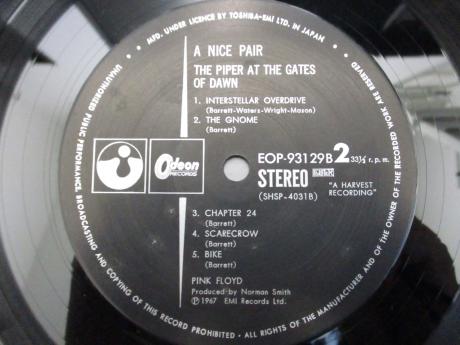 MFD. UNDER LICENCE BY TOSHIBA-EMI LTD. IN JAPAN
A NICE PAIR
THE PIPER AT THE GATES
OF DAWN
1. INTERSTELLAR OVERDRIVE
(Barrett-Waters-Wright-Mason)
2. THE GNOME
(Barrett)
Odeon
RECORDS
EOP-93129B 2 33⅓ r.p.m.
STEREO
"A HARVEST
RECORDING"
(SHSP-4031B)
3. CHAPTER 24
(Barrett)
4. SCARECROW
(Barrett)
5. BIKE
(Barrett)
PINK FLOYD
Produced by Norman Smith
Ⓟ 1967 EMI Records Ltd.
UNAUTHORIZED PUBLIC PERFORMANCE, BROADCASTING AND COPYING OF THIS RECORD PROHIBITED · ALL RIGHTS OF THE MANUFACTURER AND OF THE OWNER OF THE RECORDED WORK ARE RESERVED